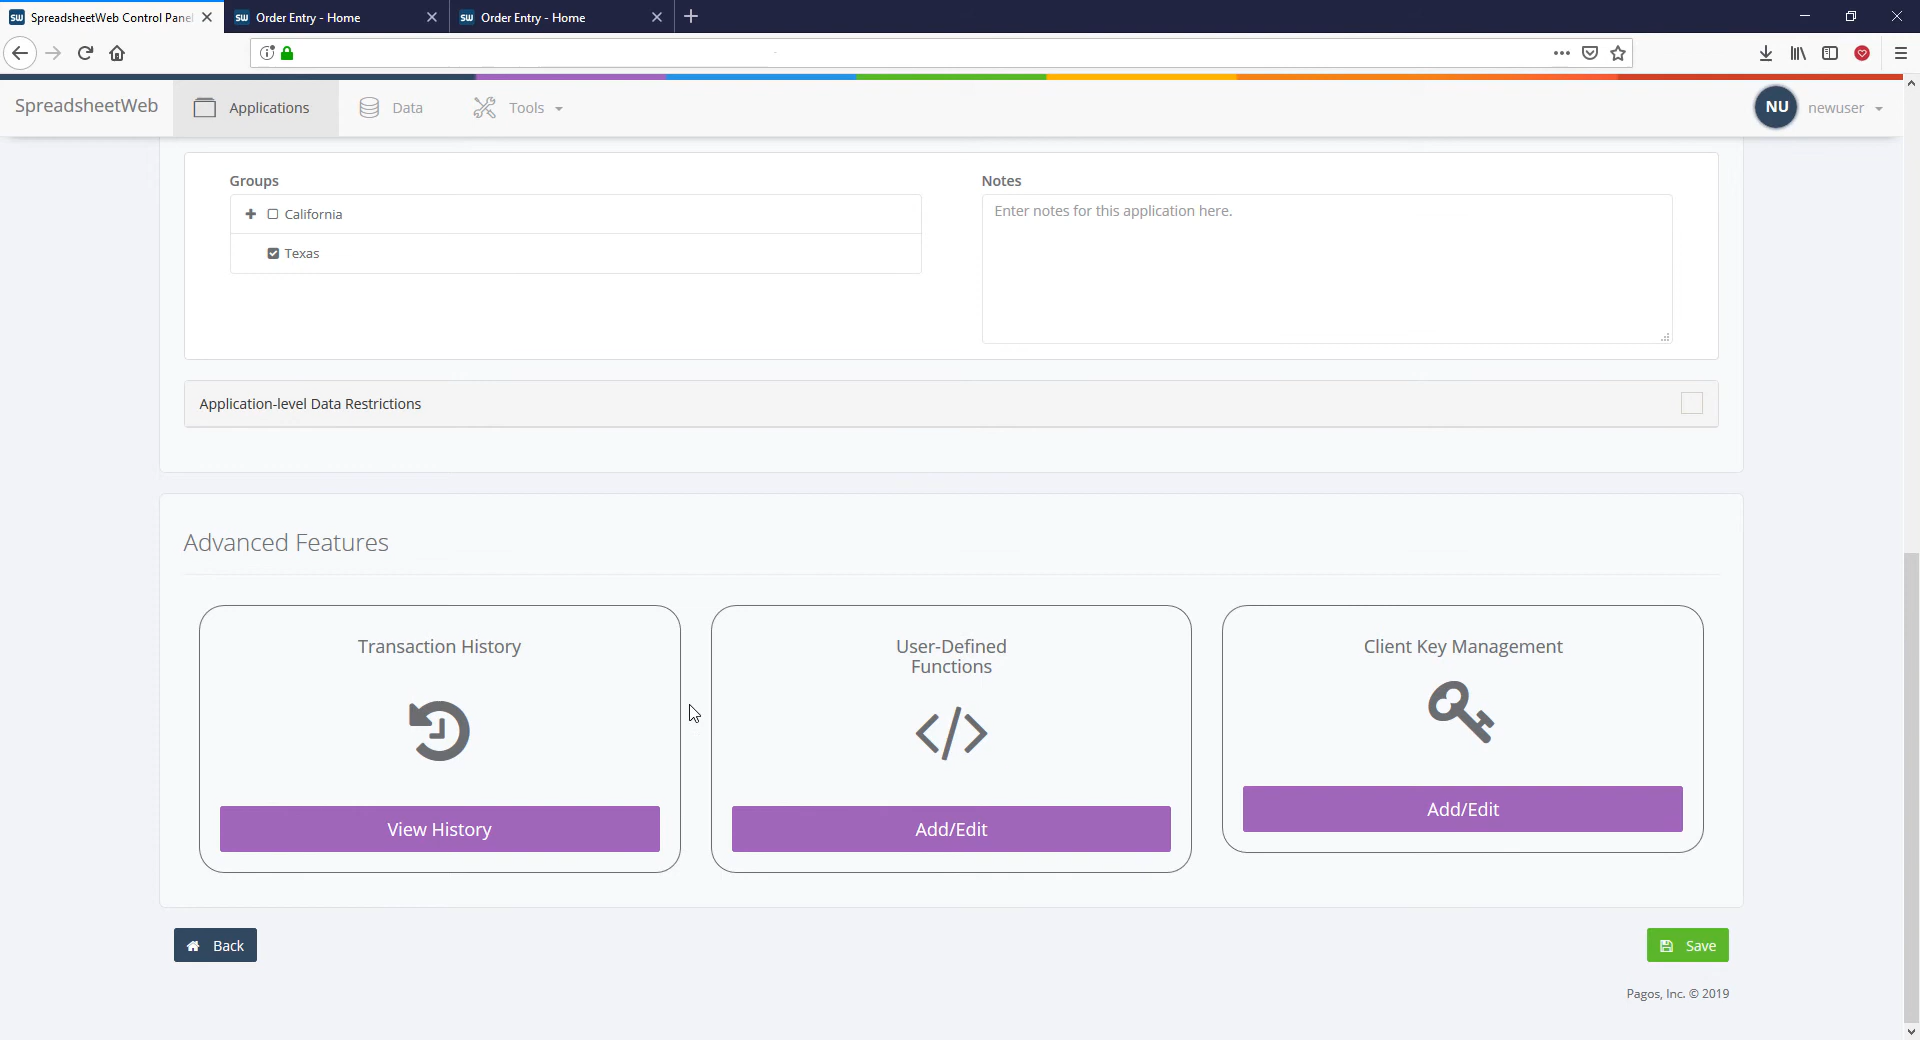 SpreadsheetWeb Control Pane
Order Entry - Home
Order Entry - Home
SpreadsheetWeb
Applications
Data
Tools
NU
newuser
Groups
Notes
California
Enter notes for this application here.
Texas
Application-level Data Restrictions
Advanced Features
Transaction History
User-Defined
Functions
Client Key Management
View History
Add/Edit
Add/Edit
Back
Save
Pagos, Inc. © 2019